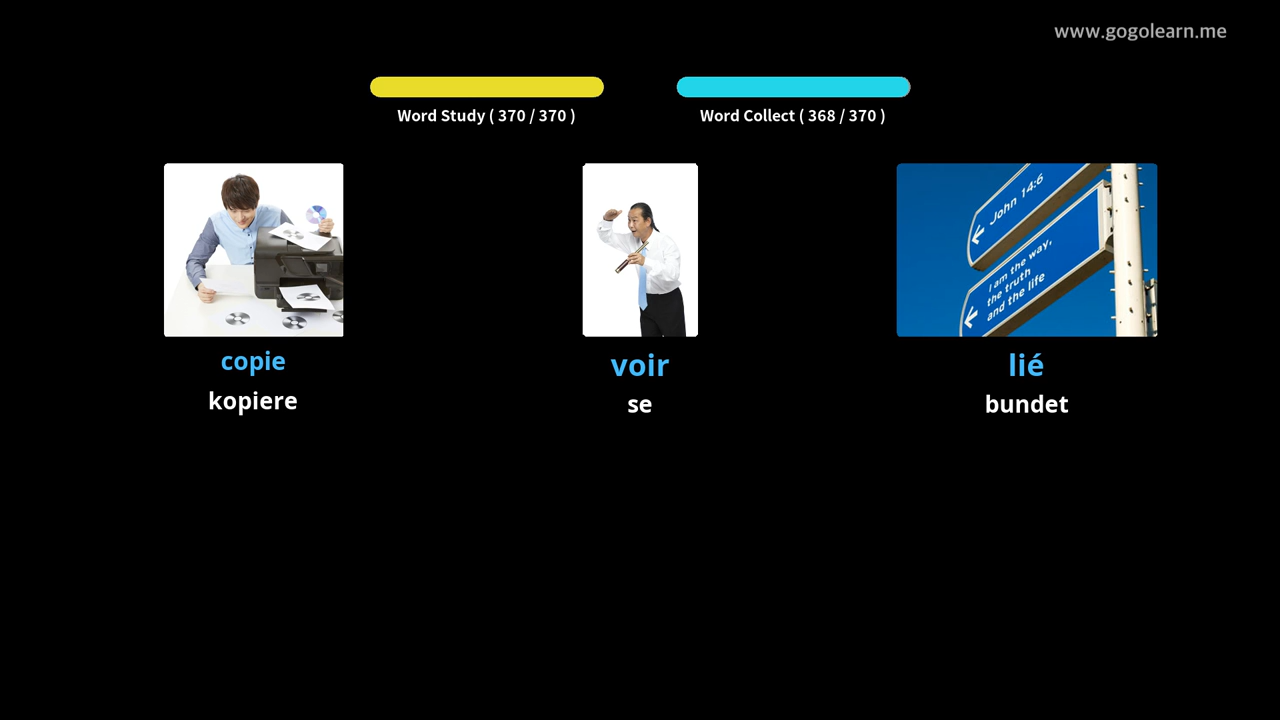 www.gogolearn.me
Word Study ( 370 / 370 )
Word Collect ( 368 / 370 )
John 14:6
I am the way,
the truth
and the life
copie
voir
lié
kopiere
se
bundet